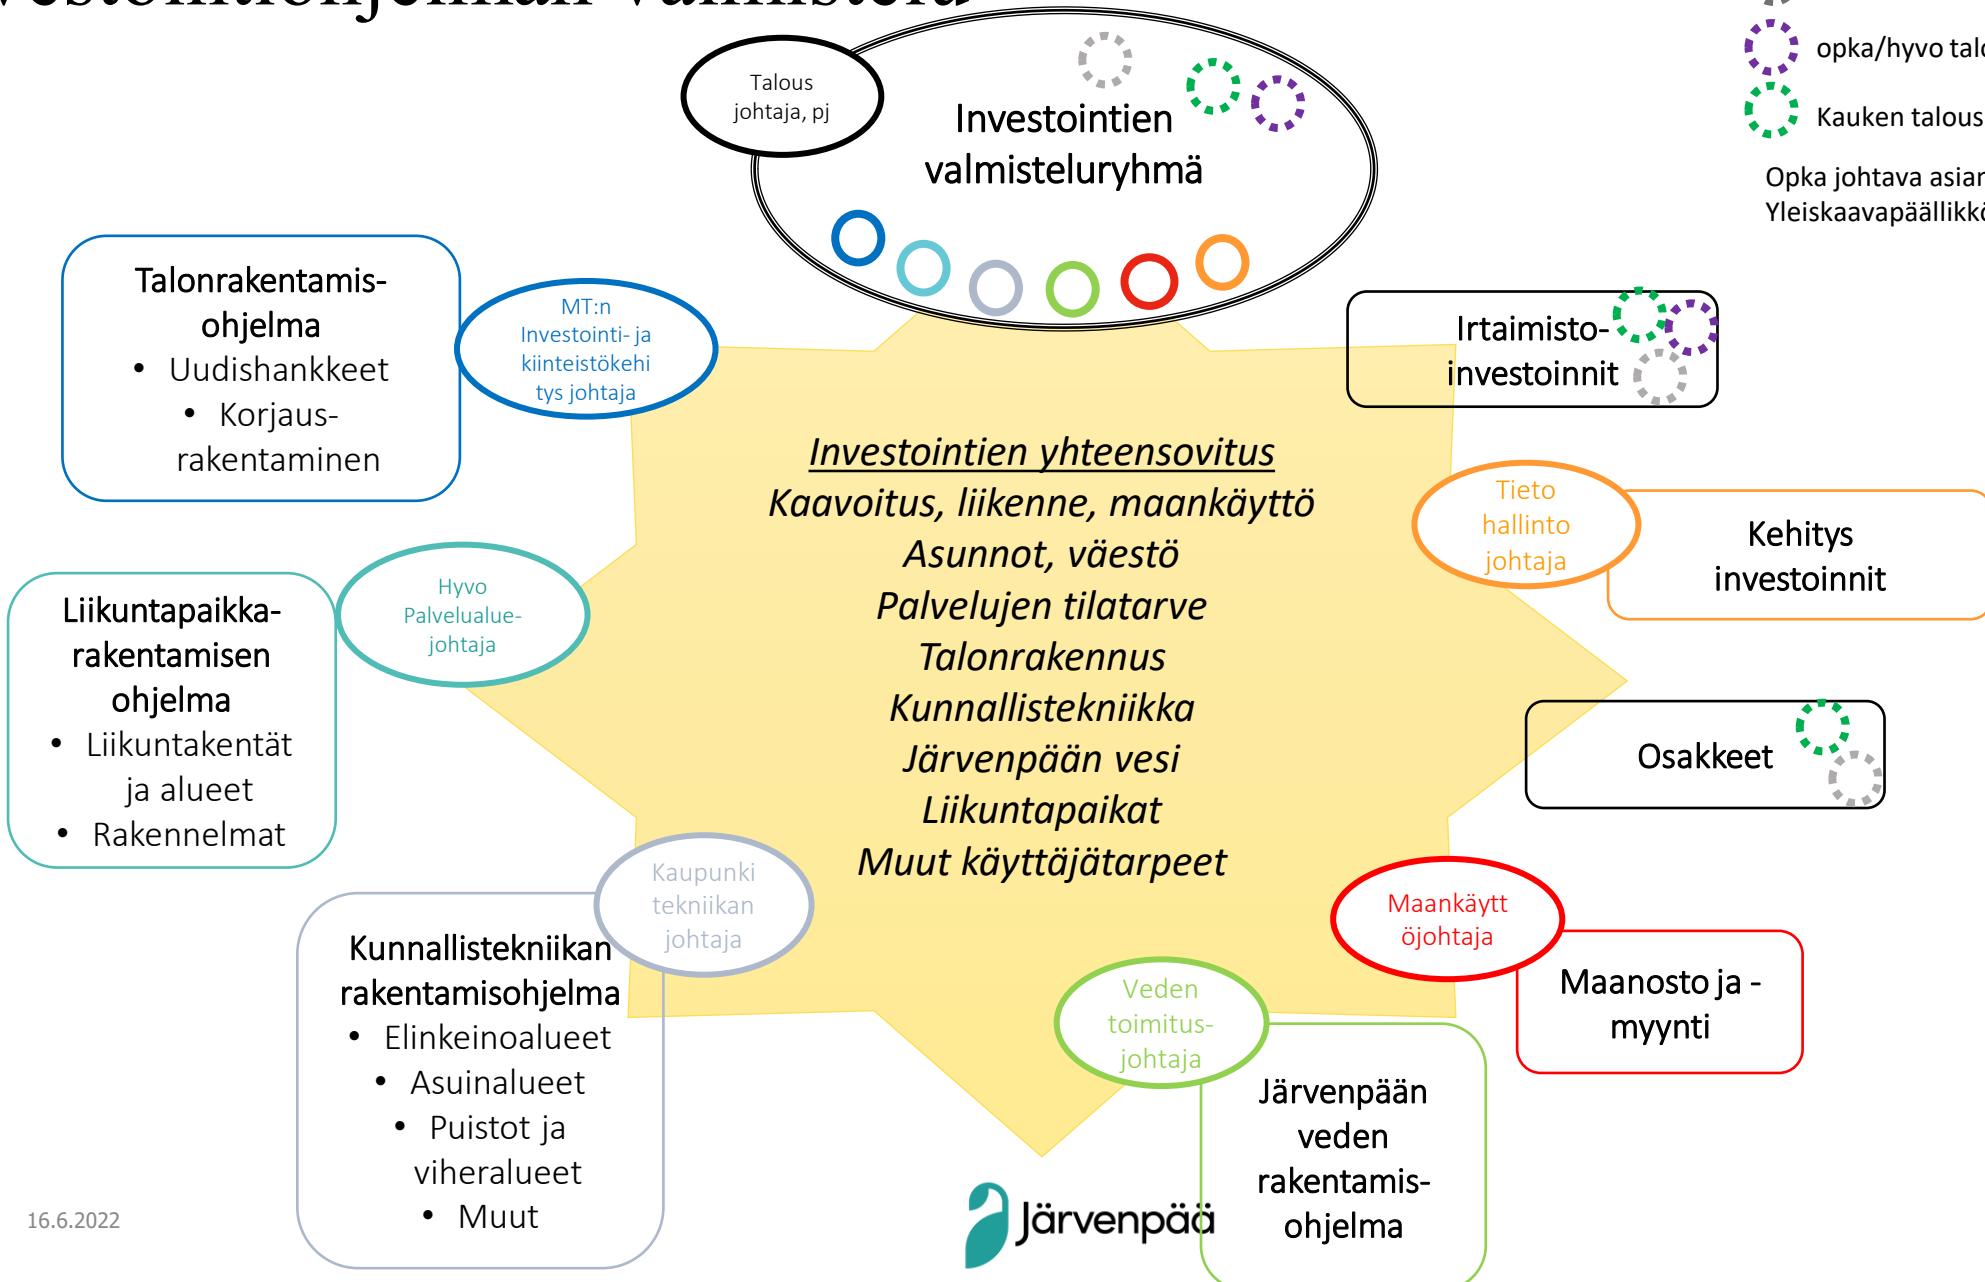 opka/hyvo
Kauken talous
Opka johtava
Talous
johtaja, pj
Investointien
valmisteluryhmä
Talonrakentamis-
ohjelma
• Uudishankkeet
• Korjaus-
rakentaminen
MT:n
Investointi- ja
kiinteistökehi
tys johtaja
Irtaimisto-
investoinnit
Investointien yhteensovitus
Kaavoitus, liikenne, maankäyttö
Asunnot, väestö
Palvelujen tilatarve
Talonrakennus
Kunnallistekniikka
Järvenpään vesi
Liikuntapaikat
Muut käyttäjätarpeet
Tieto
hallinto
johtaja
Kehitys
investoinnit
Hyvo
Palvelualue-
johtaja
Liikuntapaikka-
rakentamisen
ohjelma
• Liikuntakentät
ja alueet
• Rakennelmat
Osakkeet
Kaupunki
tekniikan
johtaja
Kunnallistekniikan
rakentamisohjelma
• Elinkeinoalueet
• Asuinalueet
• Puistot ja
viheralueet
• Muut
Maankäytt
öjohtaja
Maanosto ja -
myynti
Veden
toimitus-
johtaja
Järvenpään
veden
rakentamis-
ohjelma
Järvenpää
16.6.2022